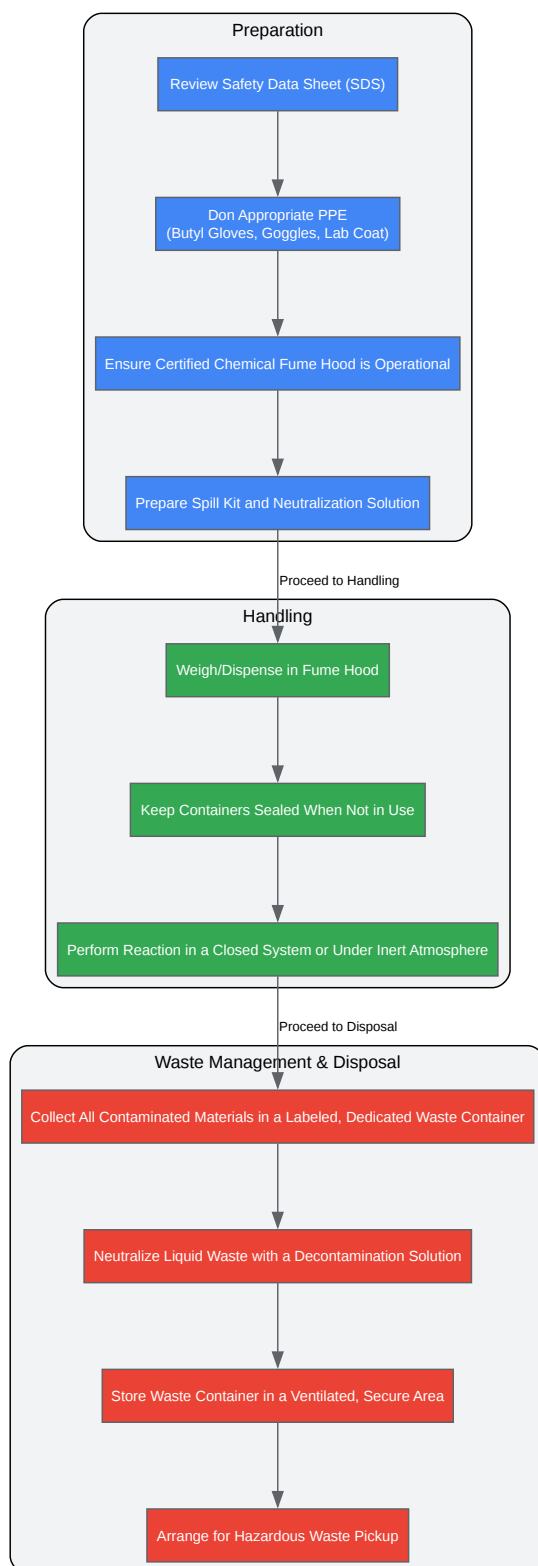 Preparation
Review Safety Data Sheet (SDS)
Don Appropriate PPE
(Butyl Gloves, Goggles, Lab Coat)
Ensure Certified Chemical Fume Hood is Operational
Prepare Spill Kit and Neutralization Solution
Proceed to Handling
Handling
Weigh/Dispense in Fume Hood
Keep Containers Sealed When Not in Use
Perform Reaction in a Closed System or Under Inert Atmosphere
Proceed to Disposal
Waste Management & Disposal
Collect All Contaminated Materials in a Labeled, Dedicated Waste Container
Neutralize Liquid Waste with a Decontamination Solution
Store Waste Container in a Ventilated, Secure Area
Arrange for Hazardous Waste Pickup